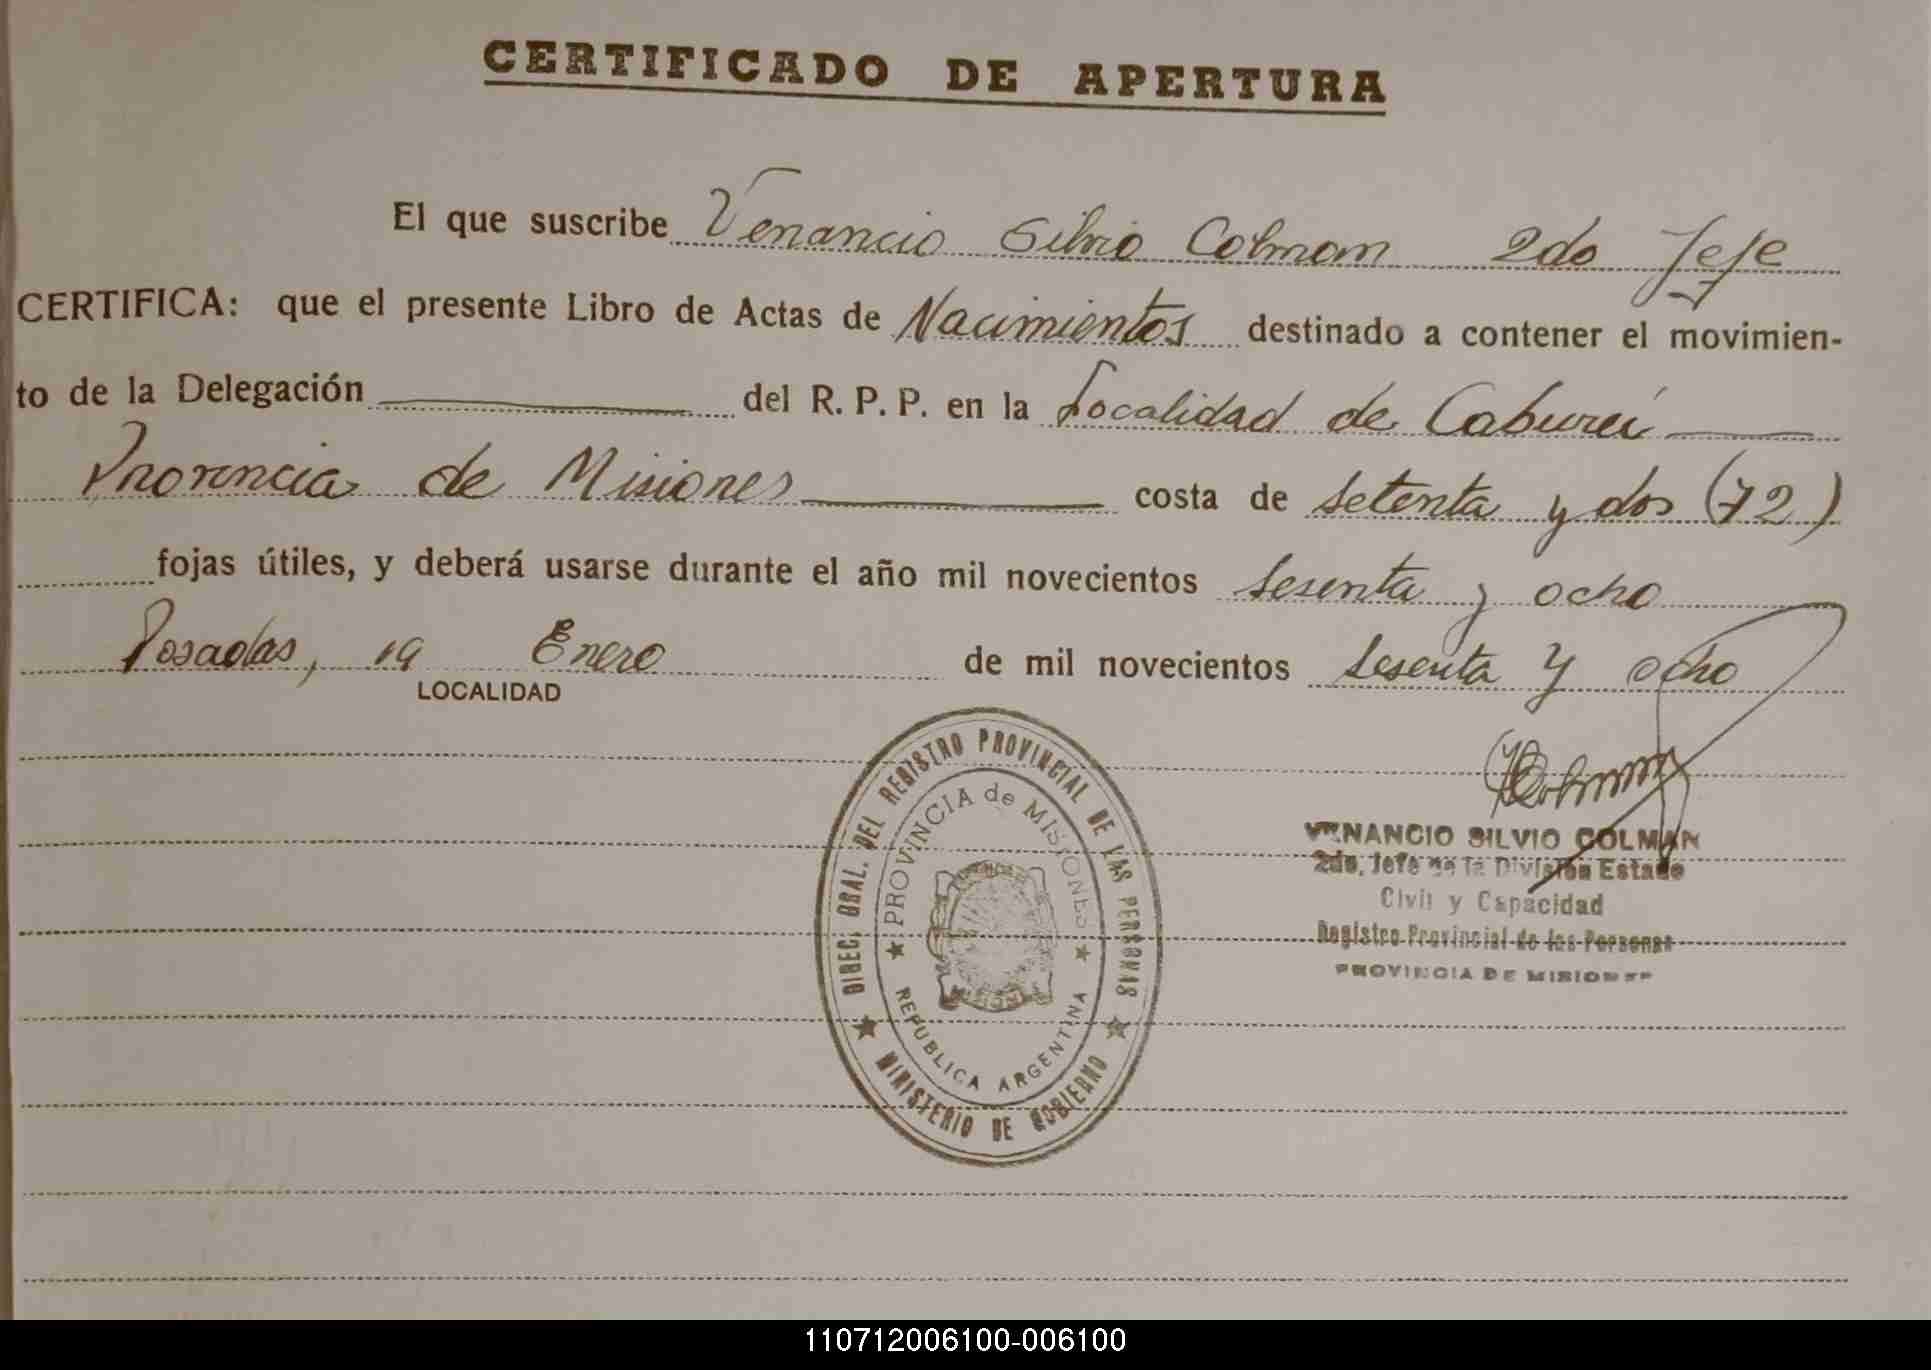 CERTIFICADO DE APERTURA
El que suscribe Venancio Silvio Colman 2do Jefe
CERTIFICA: que el presente Libro de Actas de Nacimientos destinado a contener el movimien-
to de la Delegación del R. P. P. en la Localidad de Caburei
Provincia de Misiones costa de setenta y dos (72)
fojas útiles, y deberá usarse durante el año mil novecientos sesenta y ocho
Posadas, 19 Enero de mil novecientos sesenta y ocho
LOCALIDAD
DIREC. GRAL. DEL REGISTRO PROVINCIAL DE LAS PERSONAS
PROVINCIA de MISIONES
REPUBLICA ARGENTINA
MINISTERIO DE GOBIERNO
VColman
VENANCIO SILVIO COLMAN
2do. Jefe de la División Estado
Civil y Capacidad
Registro Provincial de las Personas
PROVINCIA DE MISIONES
110712006100-006100